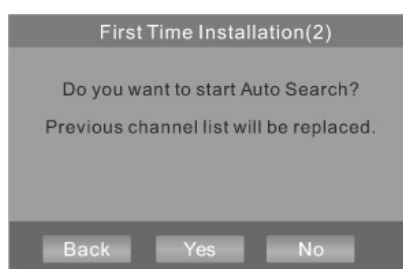 First Time Installation(2)
Do you want to start Auto Search?
Previous channel list will be replaced.
Back Yes No